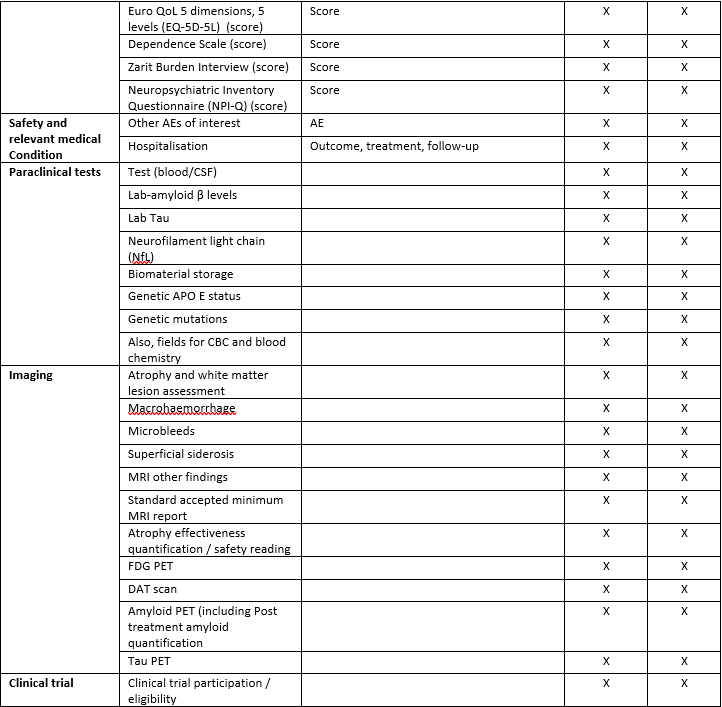 Euro QoL 5 dimensions, 5 Score X X
levels (EQ-5D-5L)  (score)
Dependence Scale (score) Score X X
Zarit Burden Interview (score) Score X X
Neuropsychiatric Inventory Score X X
Questionnaire (NPI-Q) (score)
Safety and Other AEs of interest AE X X
relevant medical
Condition
Hospitalisation Outcome, treatment, follow-up X X
Paraclinical tests Test (blood/CSF) X X
Lab-amyloid β levels X X
Lab Tau X X
Neurofilament light chain X X
(NfL)
Biomaterial storage X X
Genetic APO E status X X
Genetic mutations X X
Also, fields for CBC and blood X X
chemistry
Imaging Atrophy and white matter X X
lesion assessment
Macrohaemorrhage X X
Microbleeds X X
Superficial siderosis X X
MRI other findings X X
Standard accepted minimum X X
MRI report
Atrophy effectiveness X X
quantification / safety reading
FDG PET X X
DAT scan X X
Amyloid PET (including Post X X
treatment amyloid
quantification
Tau PET X X
Clinical trial Clinical trial participation / X X
eligibility